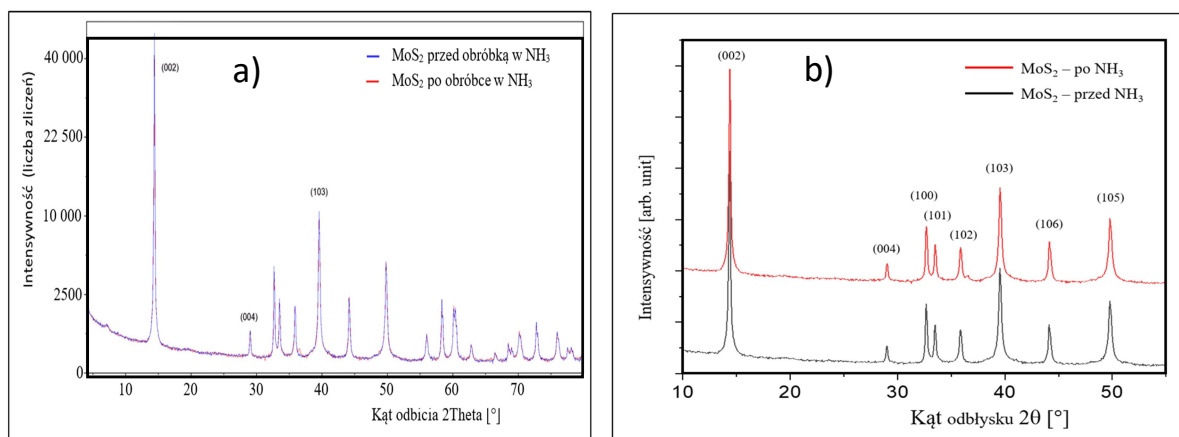 a)
MoS₂ przed obróbką w NH₃
MoS₂ po obróbce w NH₃
Intensywność (liczba zliczeń)
40 000
22 500
10 000
2500
0
(002)
(004)
(103)
10
20
30
40
50
60
70
Kąt odbicia 2Theta [°]
b)
MoS₂ – po NH₃
MoS₂ – przed NH₃
Intensywność [arb. unit]
(002)
(004)
(100)
(101)
(102)
(103)
(106)
(105)
10
20
30
40
50
Kąt odbłysku 2θ [°]